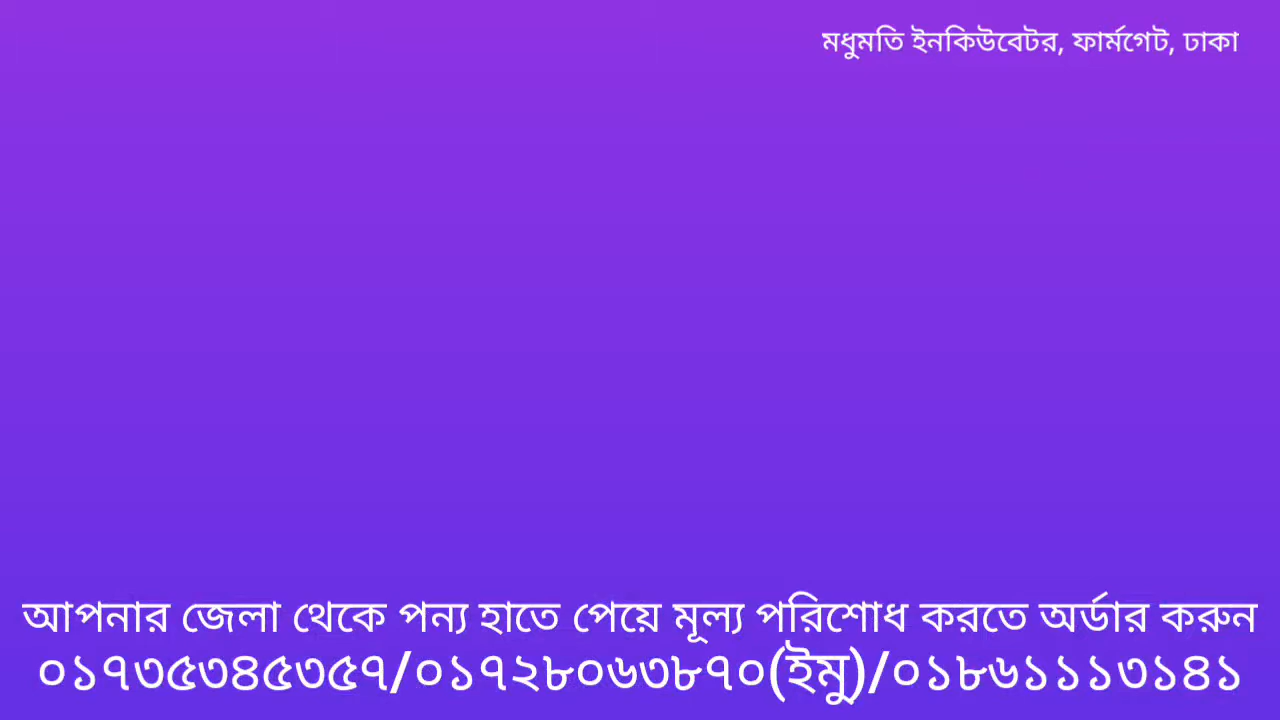 মধুমতি ইনকিউবেটর, ফার্মগেট, ঢাকা
আপনার জেলা থেকে পন্য হাতে পেয়ে মূল্য পরিশোধ করতে অর্ডার করুন
০১৭৩৫৩৪৫৩৫৭/০১৭২৮০৬৩৮৭০(ইমু)/০১৮৬১১১৩১৪১